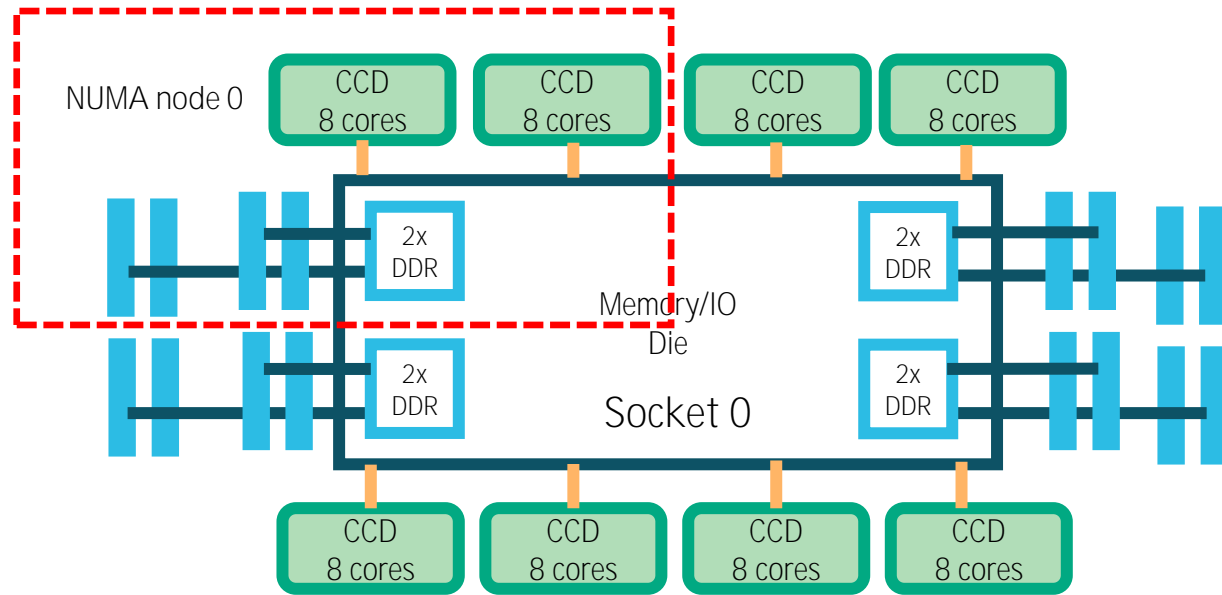 NUMA node 0
CCD
8 cores
CCD
8 cores
CCD
8 cores
CCD
8 cores
2x
DDR
2x
DDR
Memory/IO
Die
2x
DDR
2x
DDR
Socket 0
CCD
8 cores
CCD
8 cores
CCD
8 cores
CCD
8 cores